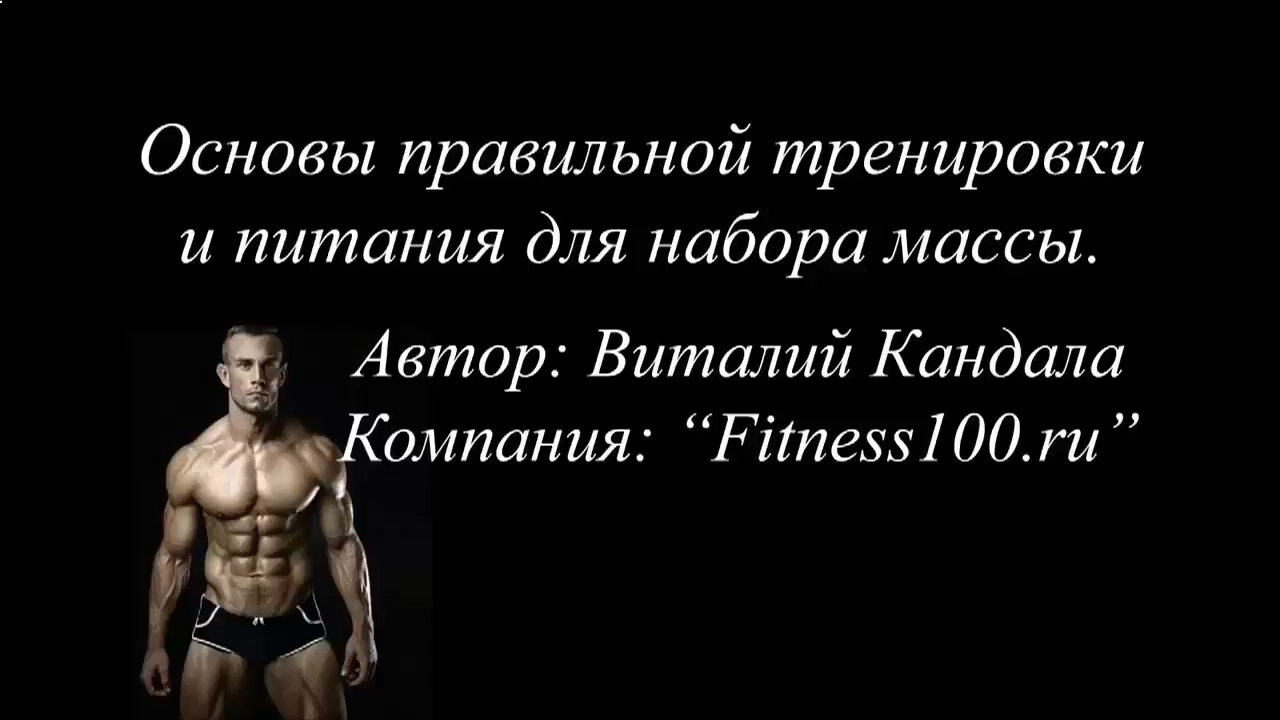 Основы правильной тренировки
и питания для набора массы.
Автор: Виталий Кандала
Компания: “Fitness100.ru”